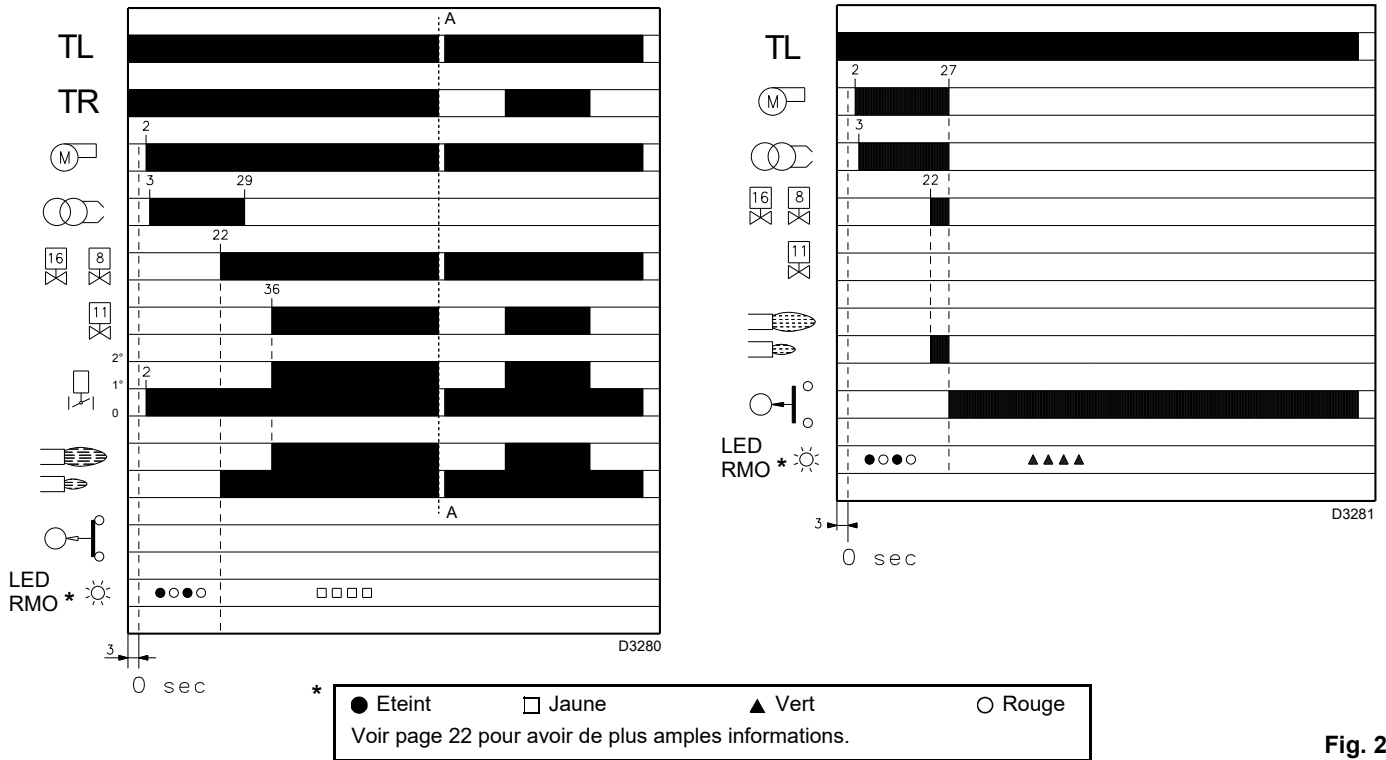 A
TL
TR
2
M
3 29
22
16 8
36
11
2°
2
1°
0
A
LED
RMO *
D3280
3
0 sec
TL
2 27
M
3
22
16 8
11
LED
RMO *
D3281
3
0 sec
*
● Eteint □ Jaune ▲ Vert ○ Rouge
Voir page 22 pour avoir de plus amples informations.
Fig. 2